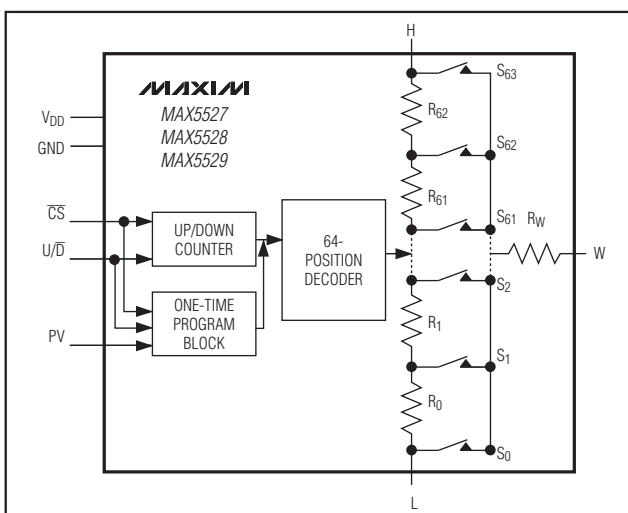 H
MAXIM
MAX5527
MAX5528
MAX5529
VDD
GND
CS
U/D
PV
UP/DOWN
COUNTER
ONE-TIME
PROGRAM
BLOCK
64-
POSITION
DECODER
S63
R62
S62
R61
S61
RW
W
S2
R1
S1
R0
S0
L